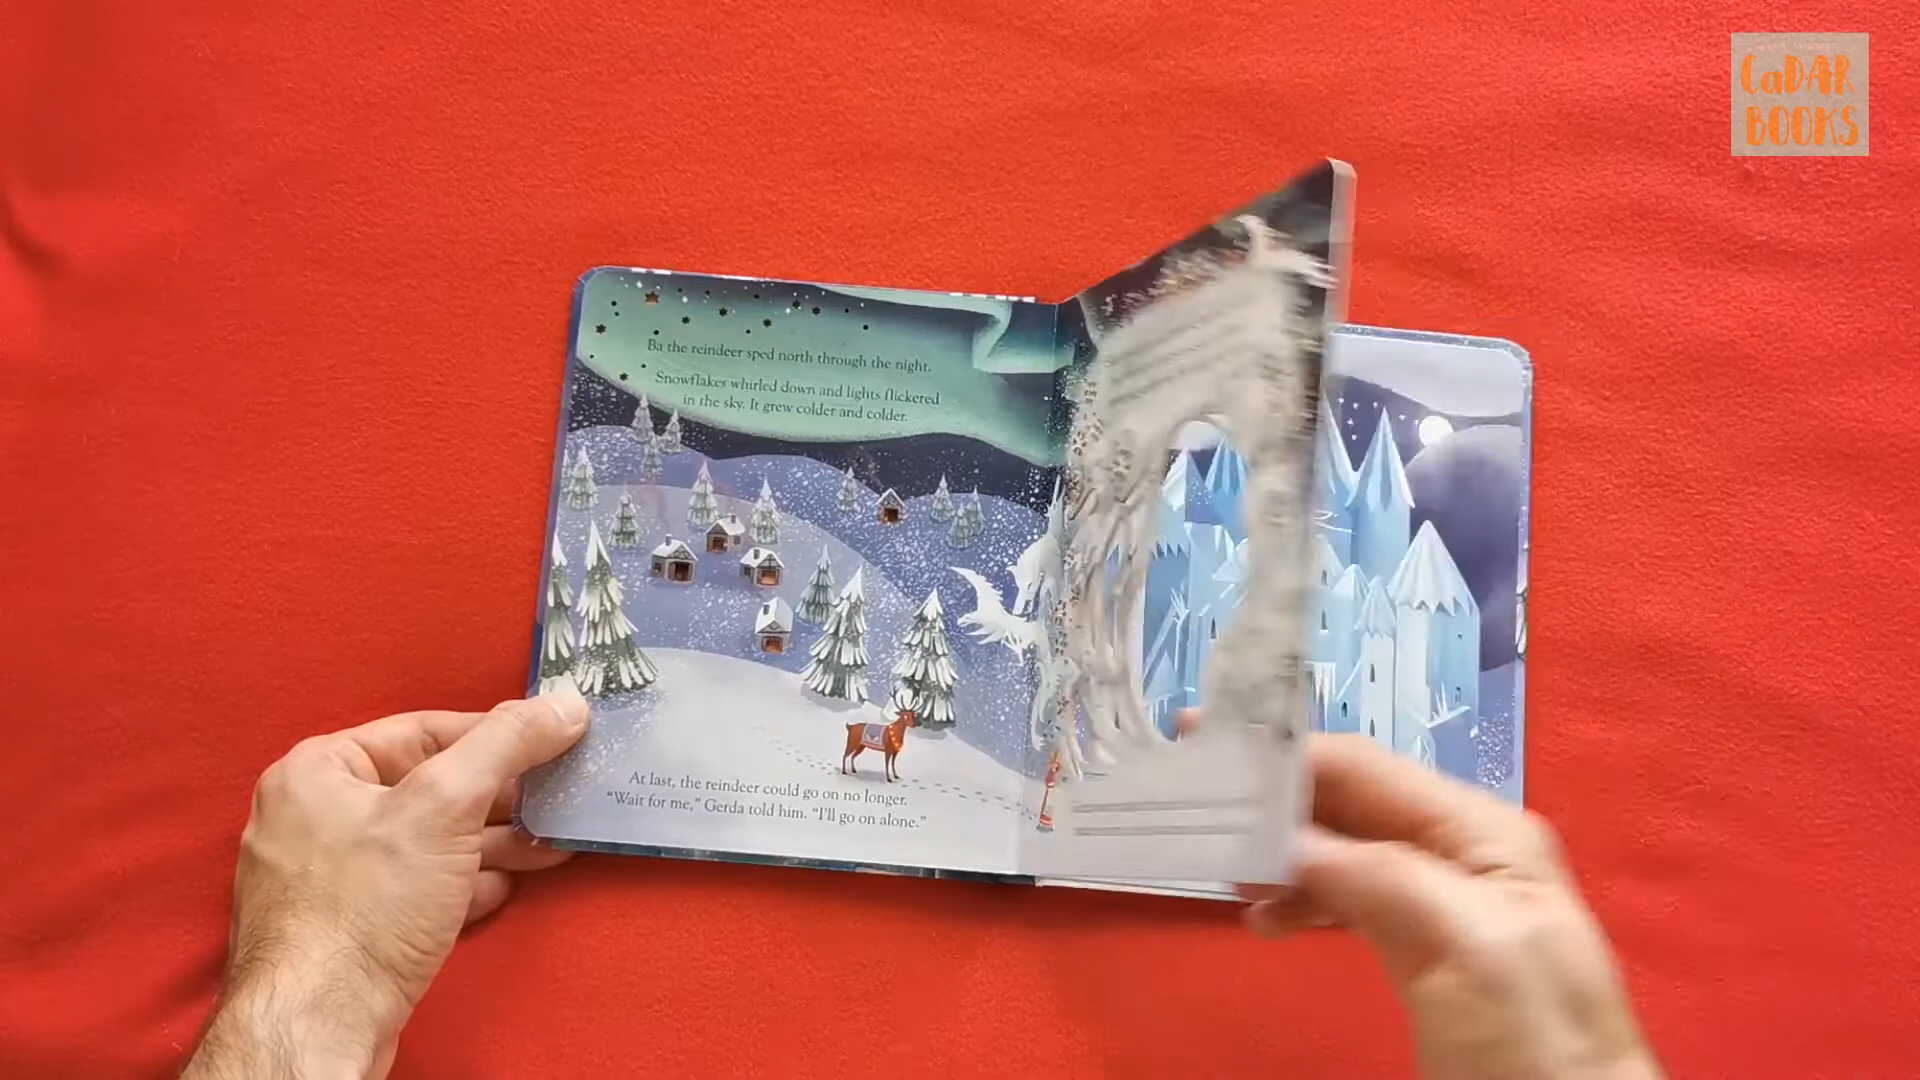 CaDAR
BOOKS
Ba the reindeer sped north through the night.
Snowflakes whirled down and lights flickered
in the sky. It grew colder and colder.
At last, the reindeer could go on no longer.
“Wait for me,” Gerda told him. “I’ll go on alone.”